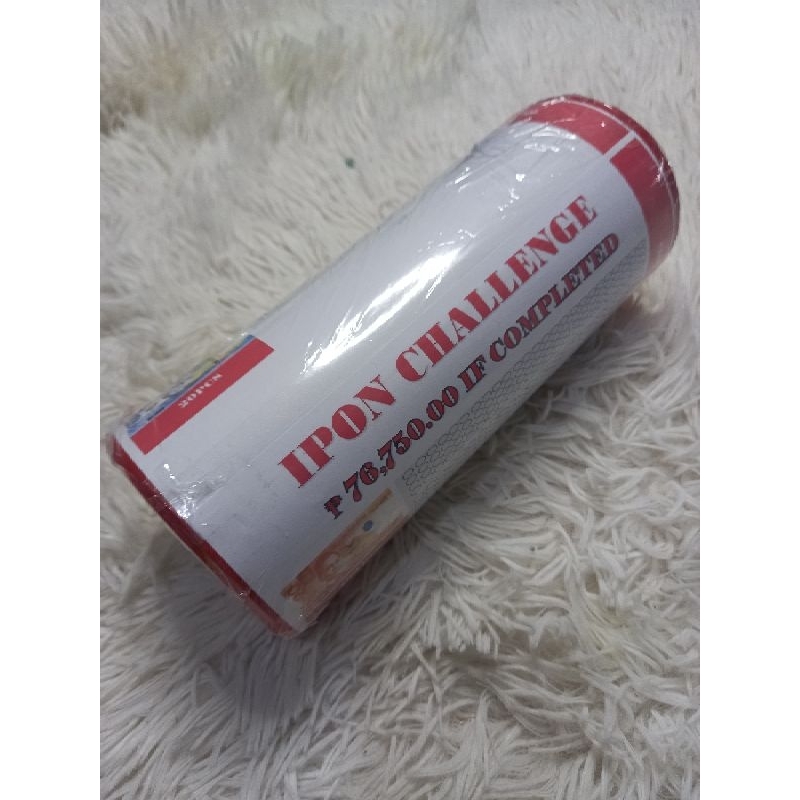 IPON CHALLENGE
₱ 76,750.00 IF COMPLETED
20PCS